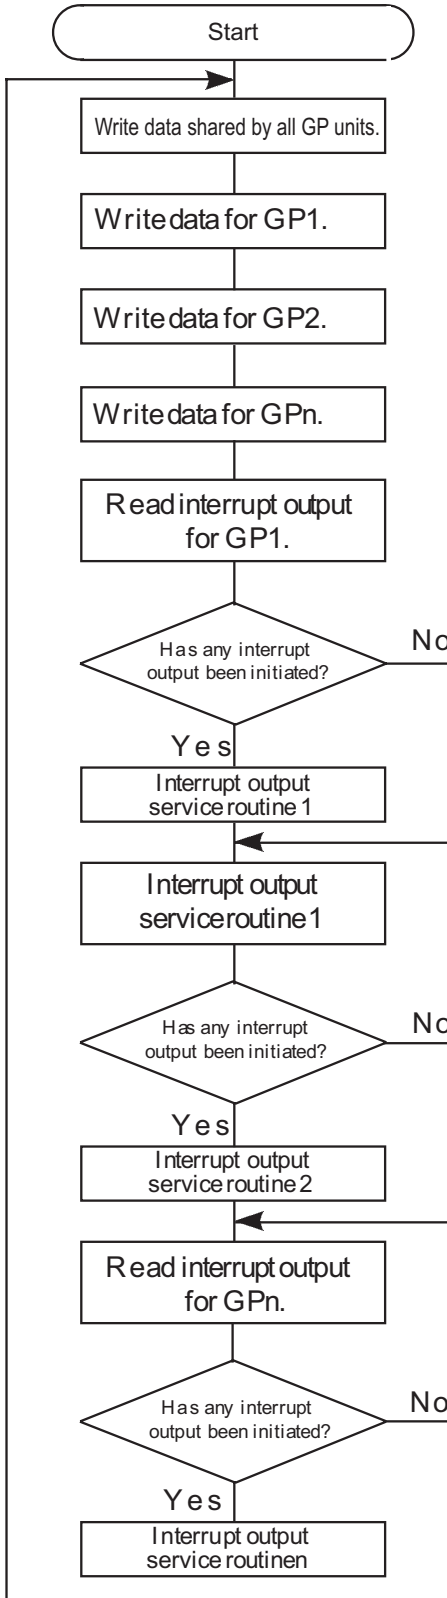 Start
Write data shared by all GP units.
Write data for GP1.
Write data for GP2.
Write data for GPn.
Read interrupt output
for GP1.
Has any interrupt
output been initiated?
No
Yes
Interrupt output
service routine 1
Interrupt output
service routine 1
Has any interrupt
output been initiated?
No
Yes
Interrupt output
service routine 2
Read interrupt output
for GPn.
Has any interrupt
output been initiated?
No
Yes
Interrupt output
service routinen